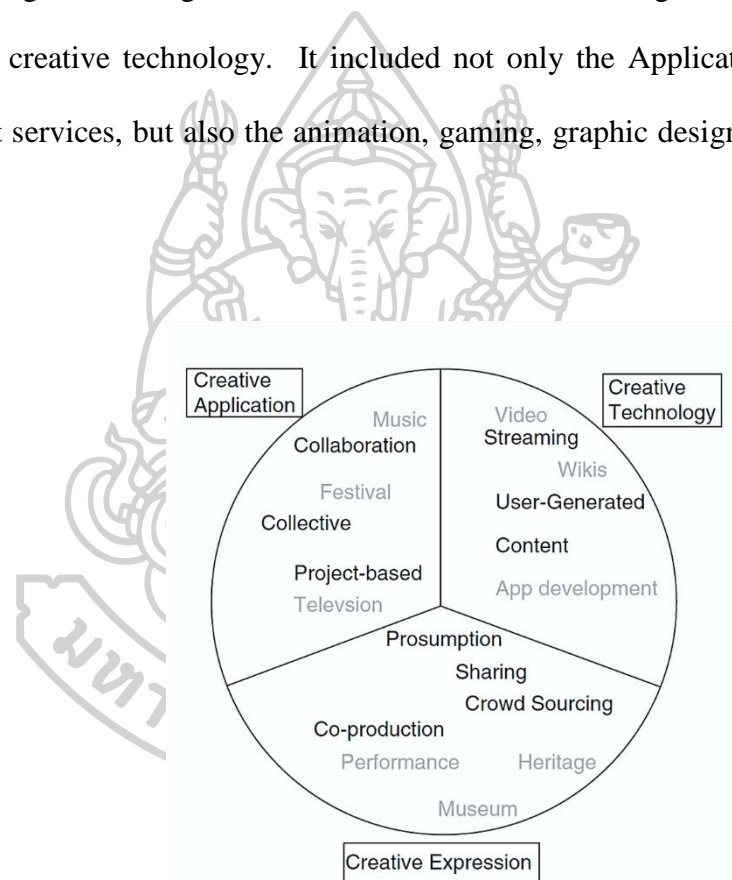 creative technology. It included not only the
services, but also the animation, gaming, graphic design
Creative
Application
Creative
Technology
Music
Collaboration
Festival
Collective
Project-based
Televsion
Video
Streaming
Wikis
User-Generated
Content
App development
Prosumption
Sharing
Crowd Sourcing
Co-production
Performance
Heritage
Museum
Creative Expression